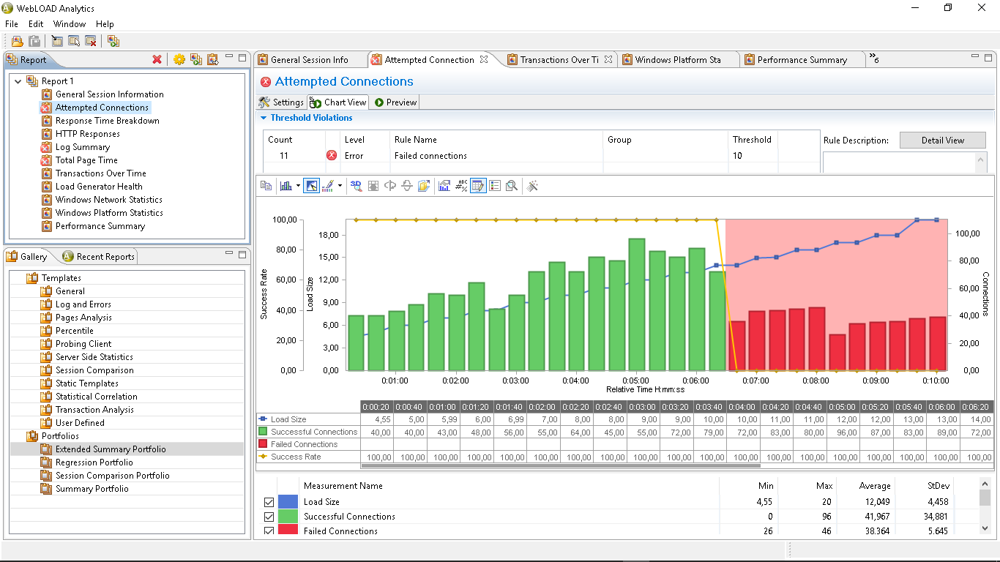 WebLOAD Analytics
File Edit Window Help
Report
Report 1
General Session Information
Attempted Connections
Response Time Breakdown
HTTP Responses
Log Summary
Total Page Time
Transactions Over Time
Load Generator Health
Windows Network Statistics
Windows Platform Statistics
Performance Summary
Gallery Recent Reports
Templates
General
Log and Errors
Pages Analysis
Percentile
Probing Client
Server Side Statistics
Session Comparison
Static Templates
Statistical Correlation
Transaction Analysis
User Defined
Portfolios
Extended Summary Portfolio
Regression Portfolio
Session Comparison Portfolio
Summary Portfolio
General Session Info Attempted Connection Transactions Over Ti Windows Platform Sta Performance Summary »6
Attempted Connections
Settings Chart View Preview
Threshold Violations
Count Level Rule Name Group Threshold
11 Error Failed connections 10
Rule Description: Detail View
3D ABC #%
Success Rate
100,00
80,00
60,00
40,00
20,00
0,00
Load Size
18,00
15,00
12,00
9,00
6,00
3,00
0,00
Connections
100,00
80,00
60,00
40,00
20,00
0,00
0:01:00 0:02:00 0:03:00 0:04:00 0:05:00 0:06:00 0:07:00 0:08:00 0:09:00 0:10:00
Relative Time H:mm:ss
0:00:20 0:00:40 0:01:00 0:01:20 0:01:40 0:02:00 0:02:20 0:02:40 0:03:00 0:03:20 0:03:40 0:04:00 0:04:20 0:04:40 0:05:00 0:05:20 0:05:40 0:06:00 0:06:20
Load Size 4,55 5,00 5,99 6,00 6,99 7,00 8,00 8,00 9,00 9,00 10,00 10,00 11,00 11,00 12,00 12,00 13,00 13,00 14,00
Successful Connections 40,00 40,00 43,00 48,00 56,00 55,00 64,00 45,00 55,00 72,00 79,00 72,00 83,00 80,00 96,00 87,00 83,00 89,00 72,00
Failed Connections
Success Rate 100,00 100,00 100,00 100,00 100,00 100,00 100,00 100,00 100,00 100,00 100,00 100,00 100,00 100,00 100,00 100,00 100,00 100,00 100,00
Measurement Name Min Max Average StDev
Load Size 4,55 20 12,049 4,458
Successful Connections 0 96 41,967 34,881
Failed Connections 26 46 38.364 5.645